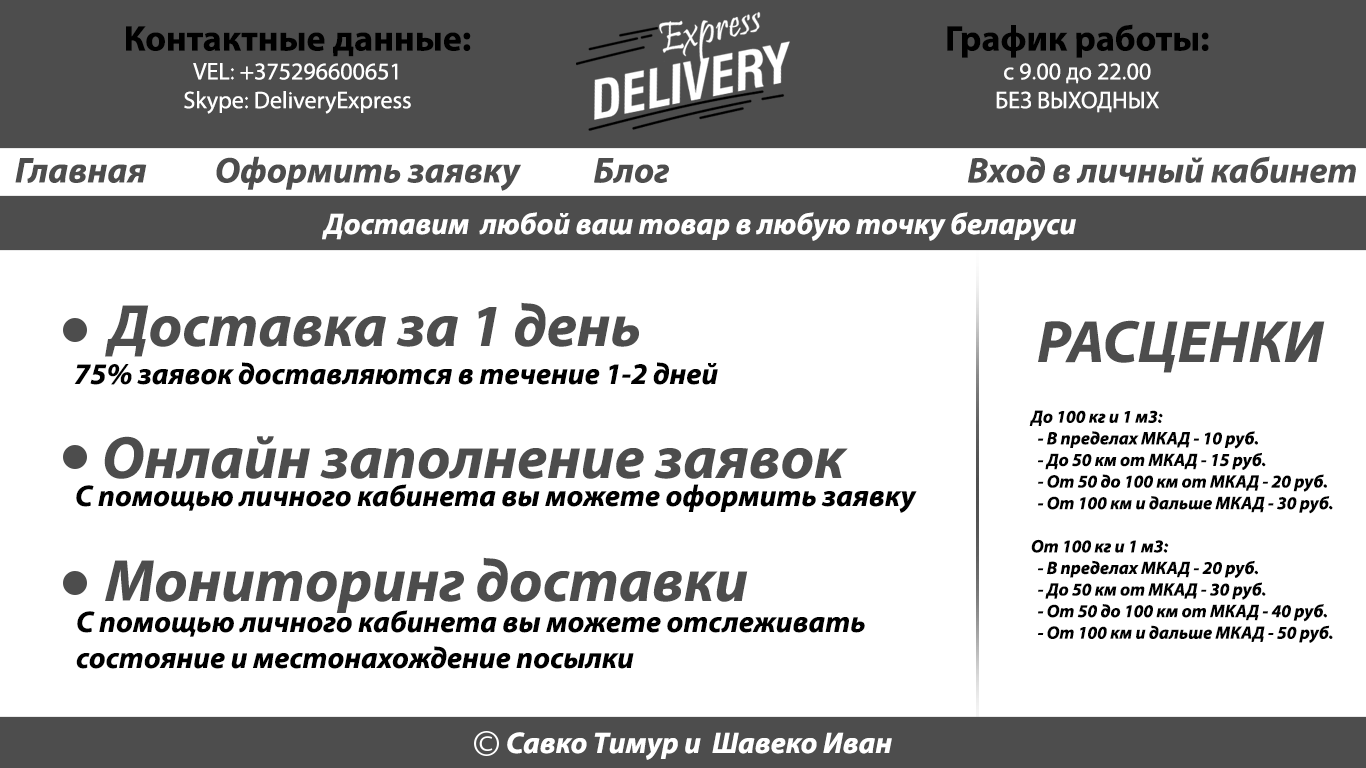 Контактные данные:
VEL: +375296600651
Skype: DeliveryExpress
Express
DELIVERY
График работы:
с 9.00 до 22.00
БЕЗ ВЫХОДНЫХ
Главная Оформить заявку Блог Вход в личный кабинет
Доставим любой ваш товар в любую точку беларуси
• Доставка за 1 день
75% заявок доставляются в течение 1-2 дней
• Онлайн заполнение заявок
С помощью личного кабинета вы можете оформить заявку
• Мониторинг доставки
С помощью личного кабинета вы можете отслеживать
состояние и местонахождение посылки
РАСЦЕНКИ
До 100 кг и 1 м3:
- В пределах МКАД - 10 руб.
- До 50 км от МКАД - 15 руб.
- От 50 до 100 км от МКАД - 20 руб.
- От 100 км и дальше МКАД - 30 руб.
От 100 кг и 1 м3:
- В пределах МКАД - 20 руб.
- До 50 км от МКАД - 30 руб.
- От 50 до 100 км от МКАД - 40 руб.
- От 100 км и дальше МКАД - 50 руб.
© Савко Тимур и Шавеко Иван